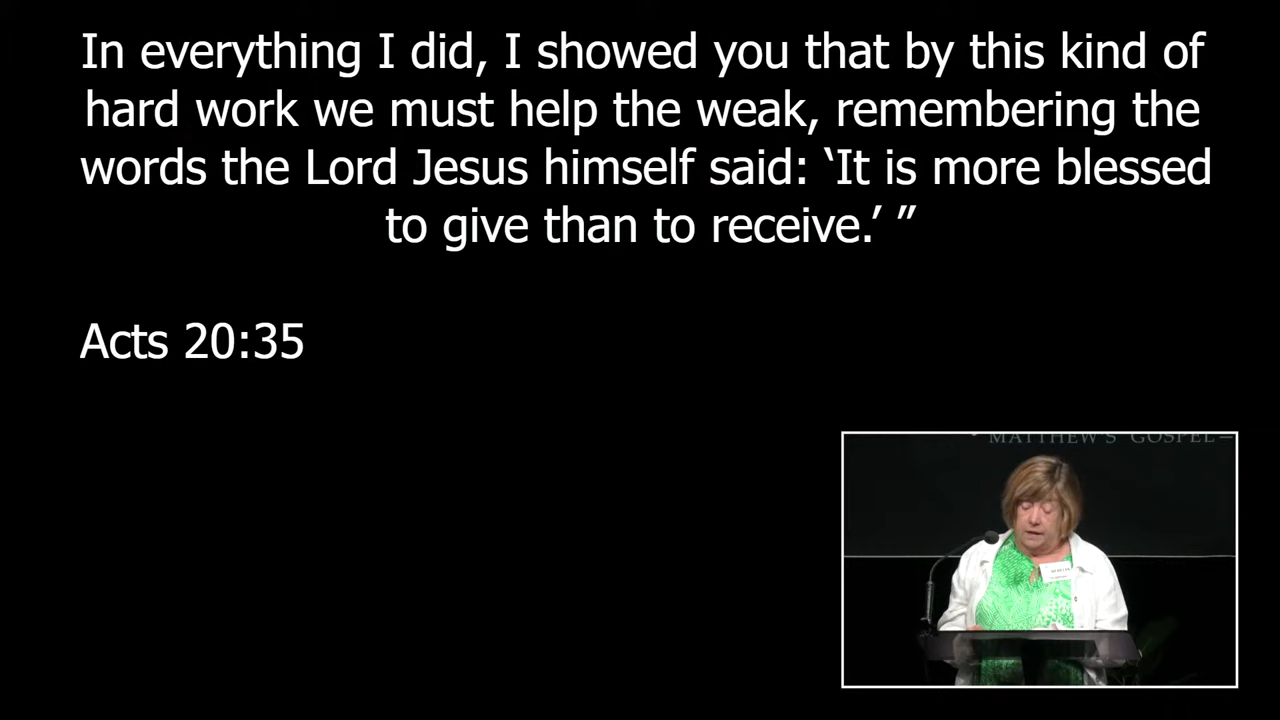 In everything I did, I showed you that by this kind of
hard work we must help the weak, remembering the
words the Lord Jesus himself said: ‘It is more blessed
to give than to receive.’ ”
Acts 20:35
MATTHEW'S GOSPEL